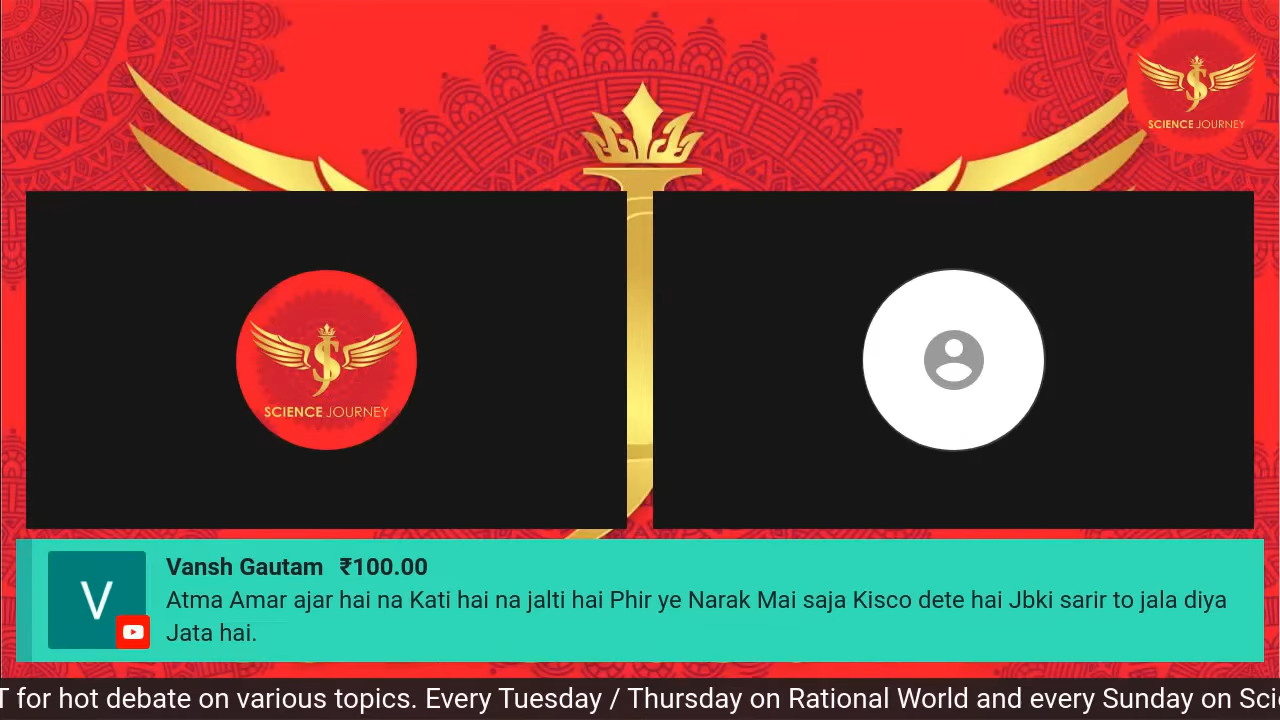 SCIENCE JOURNEY
SCIENCE JOURNEY
V
Vansh Gautam ₹100.00
Atma Amar ajar hai na Kati hai na jalti hai Phir ye Narak Mai saja Kisco dete hai Jbki sarir to jala diya
Jata hai.
for hot debate on various topics. Every Tuesday / Thursday on Rational World and every Sunday on